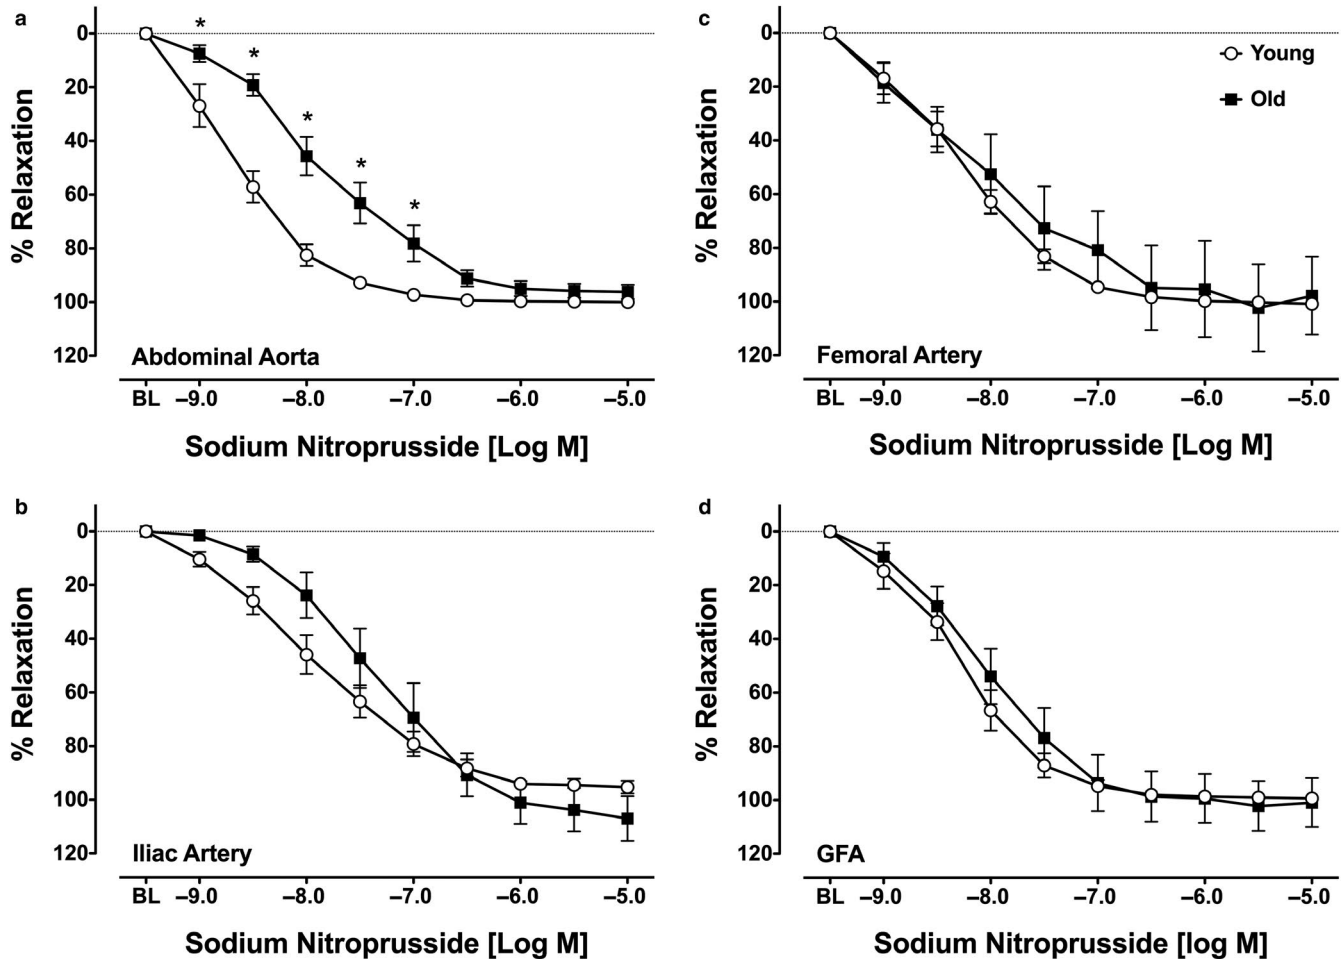 a
% Relaxation
0
20
40
60
80
100
120
* * * * *
Abdominal Aorta
BL –9.0 –8.0 –7.0 –6.0 –5.0
Sodium Nitroprusside [Log M]
b
% Relaxation
0
20
40
60
80
100
120
Iliac Artery
BL –9.0 –8.0 –7.0 –6.0 –5.0
Sodium Nitroprusside [Log M]
c
% Relaxation
0
20
40
60
80
100
120
Young
Old
Femoral Artery
BL –9.0 –8.0 –7.0 –6.0 –5.0
Sodium Nitroprusside [Log M]
d
% Relaxation
0
20
40
60
80
100
120
GFA
BL –9.0 –8.0 –7.0 –6.0 –5.0
Sodium Nitroprusside [log M]